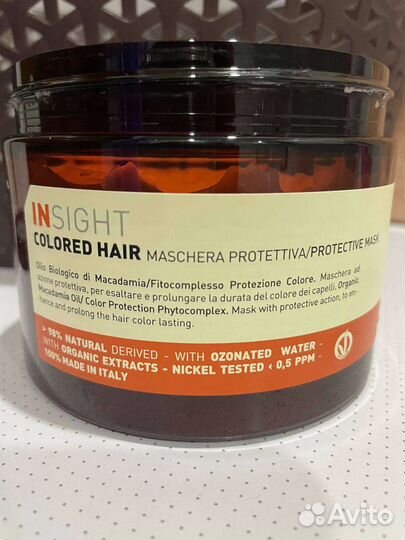 INSIGHT
COLORED HAIR MASCHERA PROTETTIVA/PROTECTIVE MASK
Olio Biologico di Macadamia/Fitocomplesso Protezione Colore. Maschera ad
azione protettiva, per esaltare e prolungare la durata del colore dei capelli. Organic
Macadamia Oil/ Color Protection Phytocomplex. Mask with protective action, to en-
hance and prolong the hair color lasting.
> 98% NATURAL DERIVED - WITH OZONATED WATER -
WITH ORGANIC EXTRACTS - NICKEL TESTED < 0,5 PPM -
100% MADE IN ITALY
Avito